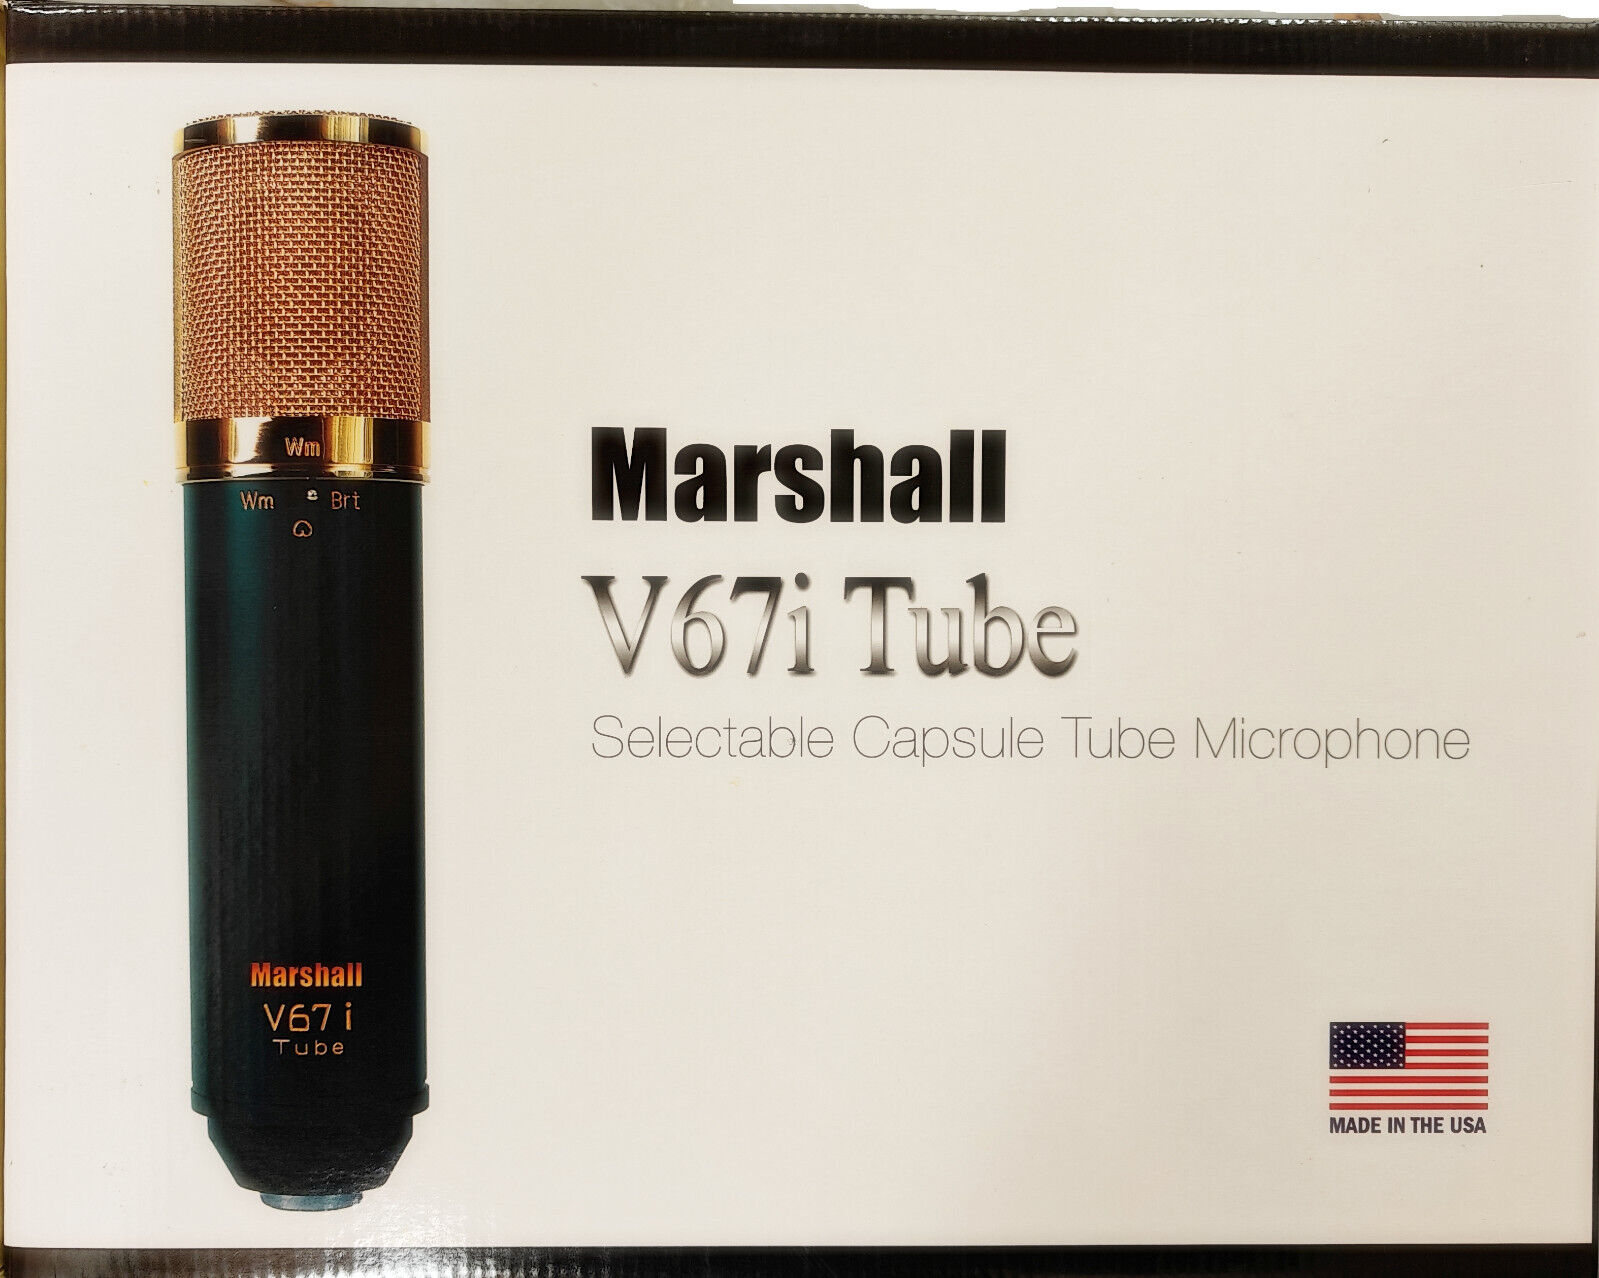 Wm
Wm Brt
Marshall
V67i
Tube
Marshall
V67i Tube
Selectable Capsule Tube Microphone
MADE IN THE USA